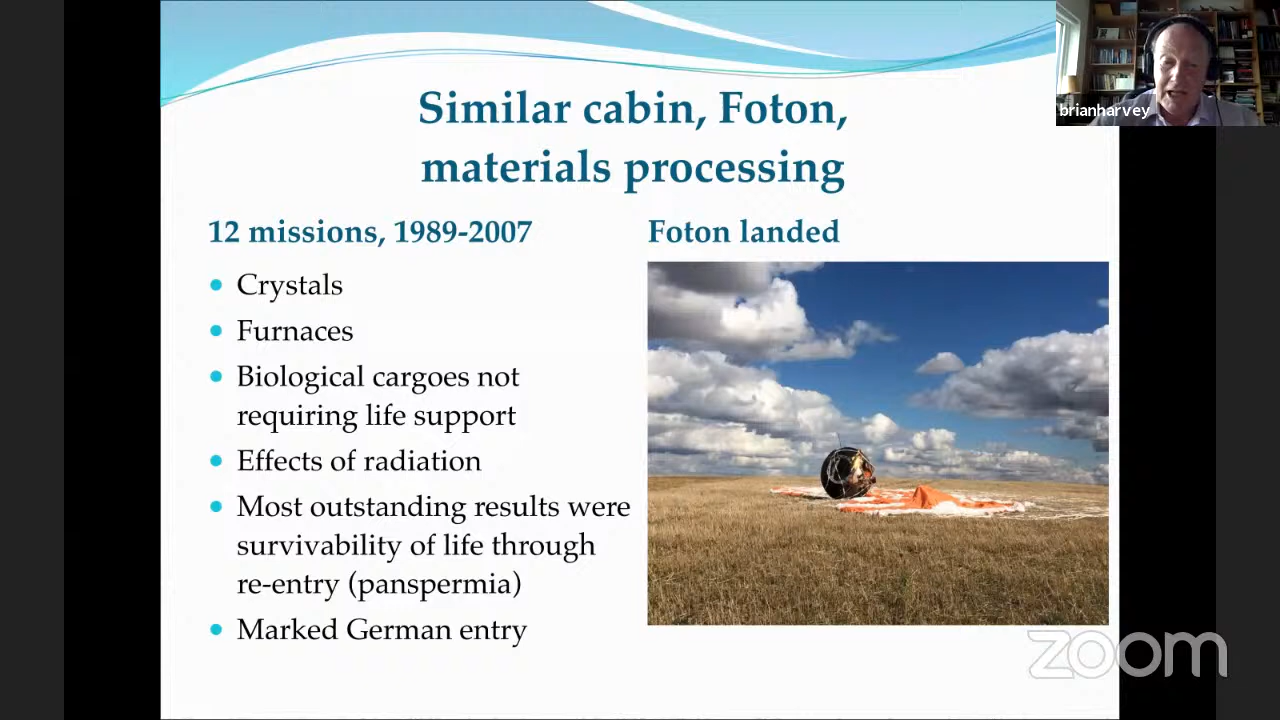 brianharvey
Similar cabin, Foton,
materials processing
12 missions, 1989-2007
Crystals
Furnaces
Biological cargoes not
requiring life support
Effects of radiation
Most outstanding results were
survivability of life through
re-entry (panspermia)
Marked German entry
Foton landed
zoom